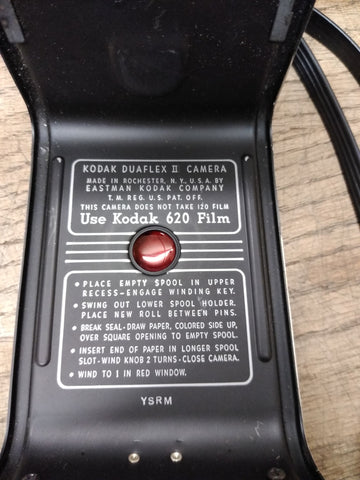 KODAK DUAFLEX II CAMERA
MADE IN ROCHESTER, N.Y., U.S.A. BY
EASTMAN KODAK COMPANY
T. M. REG. U.S. PAT. OFF.
THIS CAMERA DOES NOT TAKE 120 FILM
Use Kodak 620 Film
• PLACE EMPTY SPOOL IN UPPER
RECESS-ENGAGE WINDING KEY.
• SWING OUT LOWER SPOOL HOLDER.
PLACE NEW ROLL BETWEEN PINS.
• BREAK SEAL-DRAW PAPER, COLORED SIDE UP,
OVER SQUARE OPENING TO EMPTY SPOOL.
• INSERT END OF PAPER IN LONGER SPOOL
SLOT-WIND KNOB 2 TURNS-CLOSE CAMERA.
• WIND TO 1 IN RED WINDOW.
YSRM